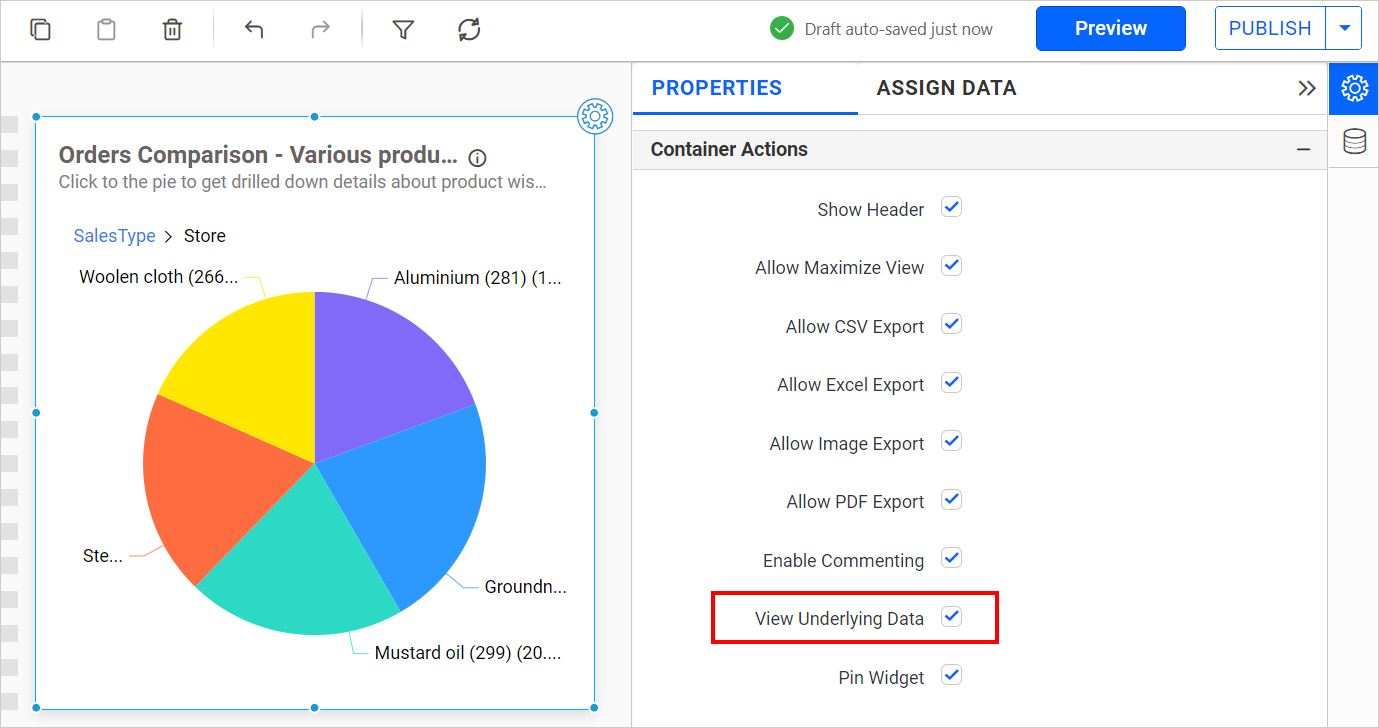 Draft auto-saved just now
Preview
PUBLISH
PROPERTIES
ASSIGN DATA
Container Actions
Orders Comparison - Various produ...
Click to the pie to get drilled down details about product wis...
SalesType > Store
Woolen cloth (266...
Aluminium (281) (1...
Ste...
Groundn...
Mustard oil (299) (20....
Show Header
Allow Maximize View
Allow CSV Export
Allow Excel Export
Allow Image Export
Allow PDF Export
Enable Commenting
View Underlying Data
Pin Widget